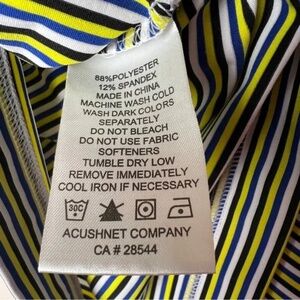 88%POLYESTER
12% SPANDEX
MADE IN CHINA
MACHINE WASH COLD
WASH DARK COLORS
SEPARATELY
DO NOT BLEACH
DO NOT USE FABRIC
SOFTENERS
TUMBLE DRY LOW
REMOVE IMMEDIATELY
COOL IRON IF NECESSARY
30C
ACUSHNET COMPANY
CA # 28544